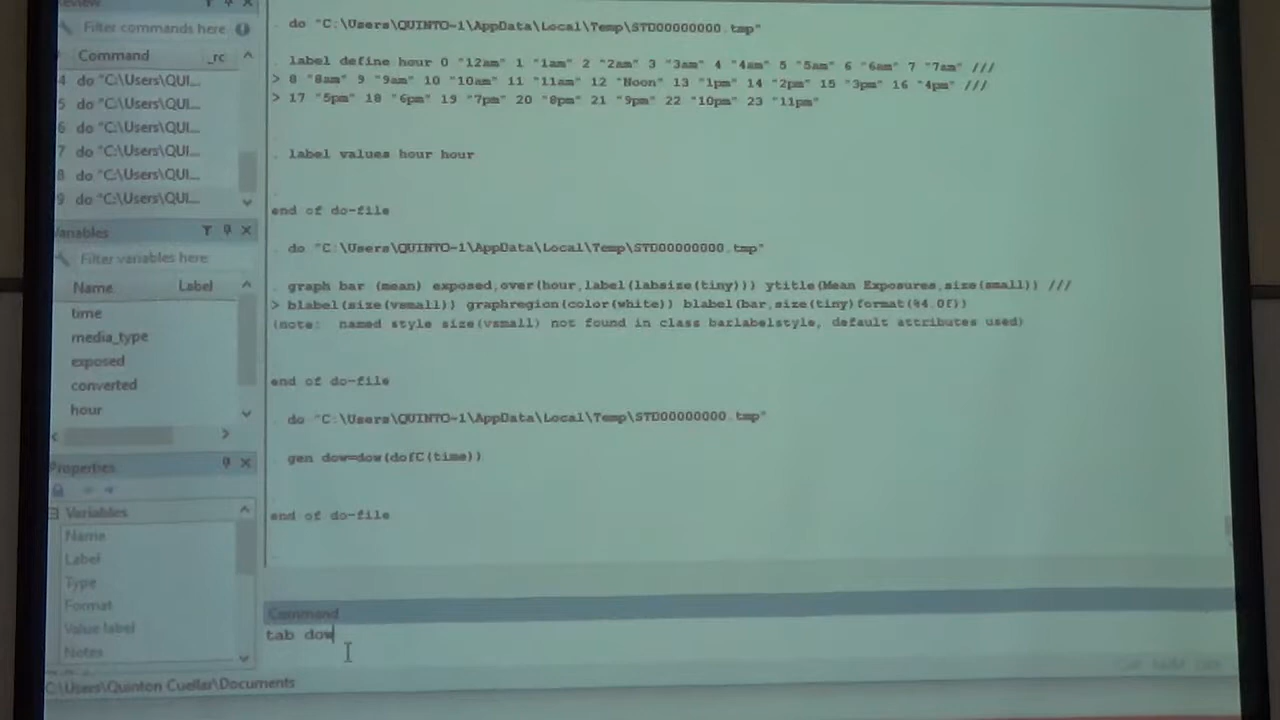 Filter commands here
Command _rc
4 do "C:\Users\QUI...
5 do "C:\Users\QUI...
6 do "C:\Users\QUI...
7 do "C:\Users\QUI...
8 do "C:\Users\QUI...
9 do "C:\Users\QUI...
Variables
Filter variables here
Name Label
time
media_type
exposed
converted
hour
Properties
Variables
Name
Label
Type
Format
Value label
Notes
. do "C:\Users\QUINTO~1\AppData\Local\Temp\STD00000000.tmp"
. label define hour 0 "12am" 1 "1am" 2 "2am" 3 "3am" 4 "4am" 5 "5am" 6 "6am" 7 "7am" ///
> 8 "8am" 9 "9am" 10 "10am" 11 "11am" 12 "Noon" 13 "1pm" 14 "2pm" 15 "3pm" 16 "4pm" ///
> 17 "5pm" 18 "6pm" 19 "7pm" 20 "8pm" 21 "9pm" 22 "10pm" 23 "11pm"
. label values hour hour
end of do-file
. do "C:\Users\QUINTO~1\AppData\Local\Temp\STD00000000.tmp"
. graph bar (mean) exposed,over(hour,label(labsize(tiny))) ytitle(Mean Exposures,size(small)) ///
> blabel(size(vsmall)) graphregion(color(white)) blabel(bar,size(tiny)format(%4.0f))
(note:  named style size(vsmall) not found in class barlabelstyle, default attributes used)
end of do-file
. do "C:\Users\QUINTO~1\AppData\Local\Temp\STD00000000.tmp"
. gen dow=dow(dofC(time))
end of do-file
.
Command
tab dow
C:\Users\Quinton Cuellar\Documents